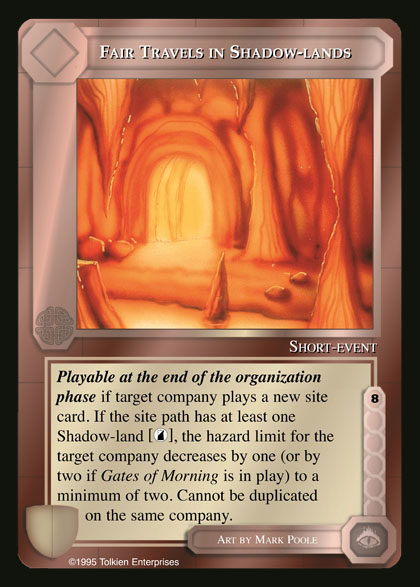 Fair Travels in Shadow-lands
Short-event
Playable at the end of the organization
phase if target company plays a new site
card. If the site path has at least one
Shadow-land [], the hazard limit for the
target company decreases by one (or by
two if Gates of Morning is in play) to a
minimum of two. Cannot be duplicated
on the same company.
8
Art by Mark Poole
©1995 Tolkien Enterprises